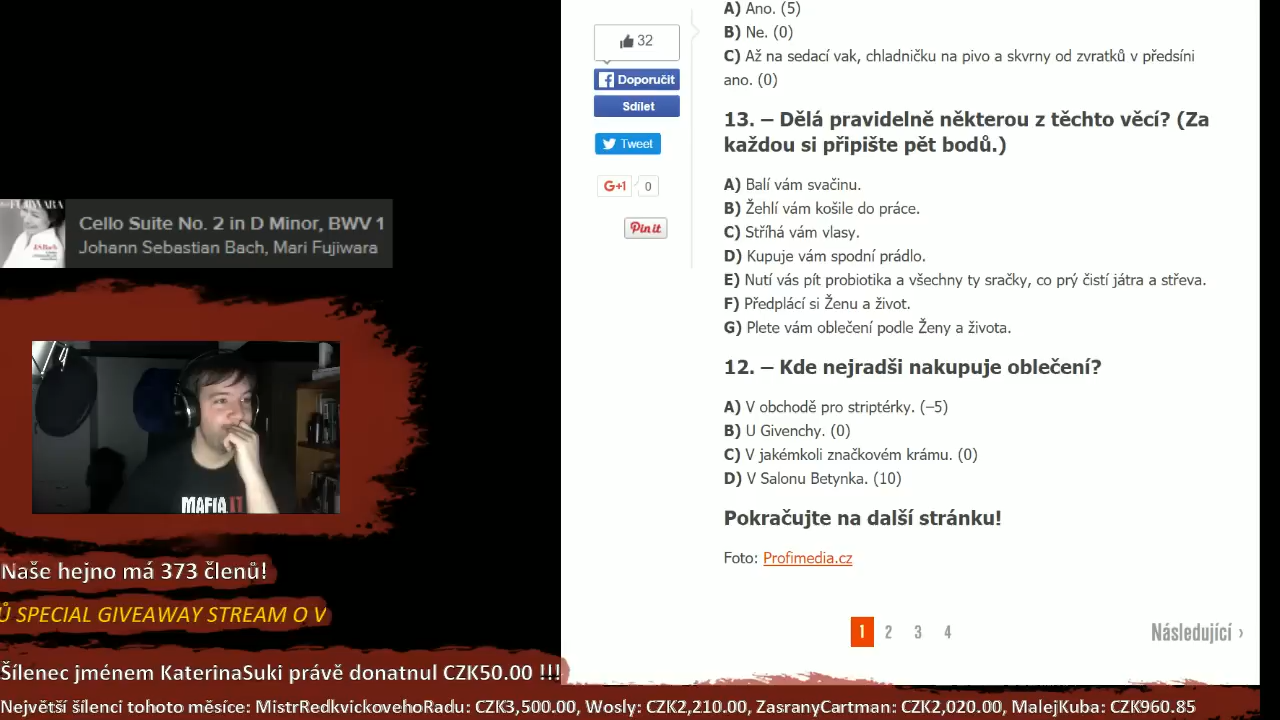 A) Ano. (5)
B) Ne. (0)
C) Až na sedací vak, chladničku na pivo a skvrny od zvratků v předsíni
ano. (0)
32
Doporučit
Sdílet
Tweet
G+1
0
Pin it
13. – Dělá pravidelně některou z těchto věcí? (Za
každou si připište pět bodů.)
A) Balí vám svačinu.
B) Žehlí vám košile do práce.
C) Stříhá vám vlasy.
D) Kupuje vám spodní prádlo.
E) Nutí vás pít probiotika a všechny ty sračky, co prý čistí játra a střeva.
F) Předplácí si Ženu a život.
G) Plete vám oblečení podle Ženy a života.
12. – Kde nejradši nakupuje oblečení?
A) V obchodě pro striptérky. (–5)
B) U Givenchy. (0)
C) V jakémkoli značkovém krámu. (0)
D) V Salonu Betynka. (10)
Pokračujte na další stránku!
Foto: Profimedia.cz
1
2
3
4
Následující ›
FUJIWARA
Cello Suite No. 2 in D Minor, BWV 1
Johann Sebastian Bach, Mari Fujiwara
MAFIA.IT
Naše hejno má 373 členů!
Ů SPECIAL GIVEAWAY STREAM O V
Šílenec jménem KaterinaSuki právě donatnul CZK50.00 !!!
Největší šílenci tohoto měsíce: MistrRedkvickovehoRadu: CZK3,500.00, Wosly: CZK2,210.00, ZasranyCartman: CZK2,020.00, MalejKuba: CZK960.85